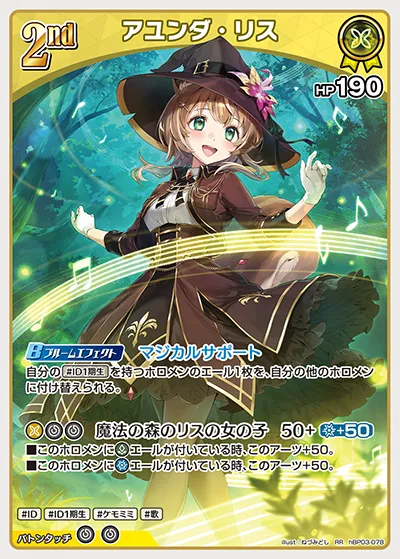 2nd
アユンダ・リス
HP190
Bブルームエフェクト マジカルサポート
自分の#ID1期生を持つホロメンのエール1枚を、自分の他のホロメン
に付け替えられる。
魔法の森のリスの女の子 50+ +50
■このホロメンにエールが付いている時、このアーツ+50。
■このホロメンにエールが付いている時、このアーツ+50。
#ID #ID1期生 #ケモミミ #歌
バトンタッチ
illust. ねづみどし RR hBP03-078